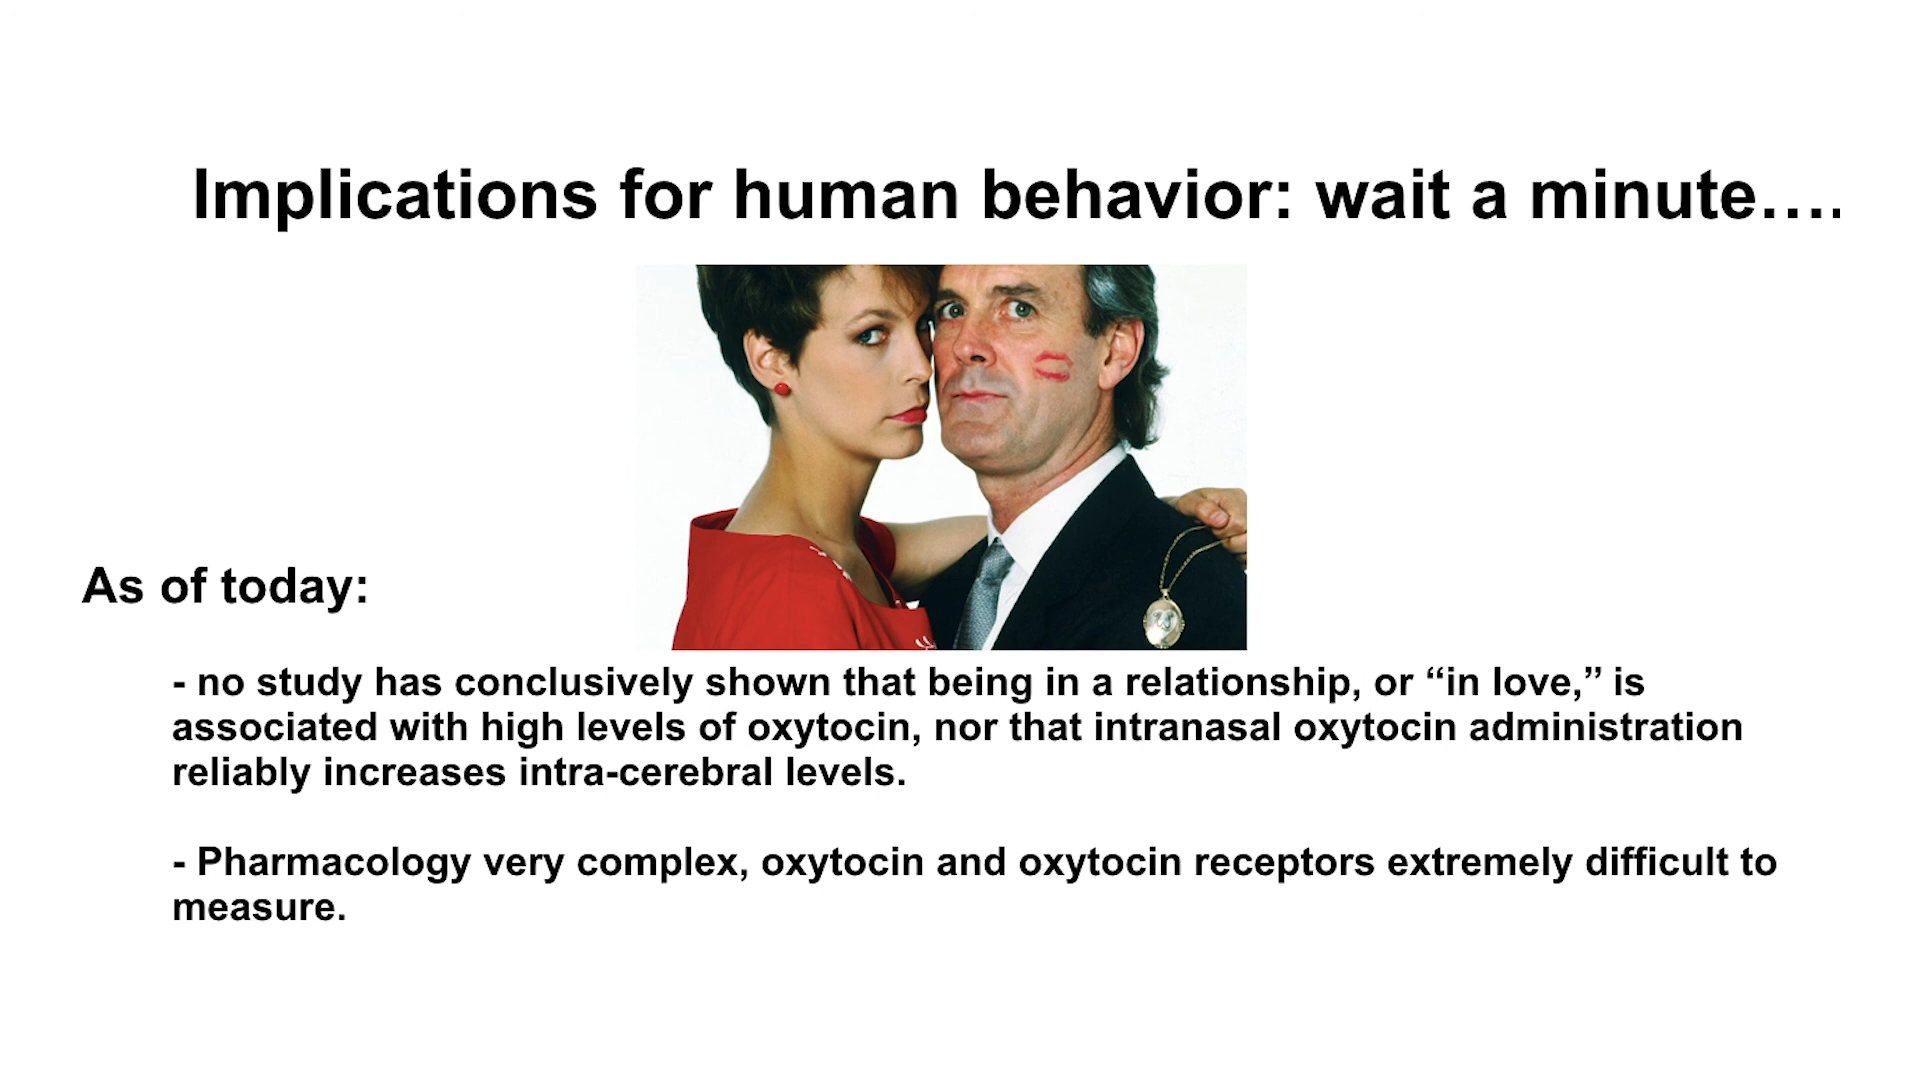 Implications for human behavior: wait a minute….
As of today:
- no study has conclusively shown that being in a relationship, or “in love,” is
associated with high levels of oxytocin, nor that intranasal oxytocin administration
reliably increases intra-cerebral levels.
- Pharmacology very complex, oxytocin and oxytocin receptors extremely difficult to
measure.